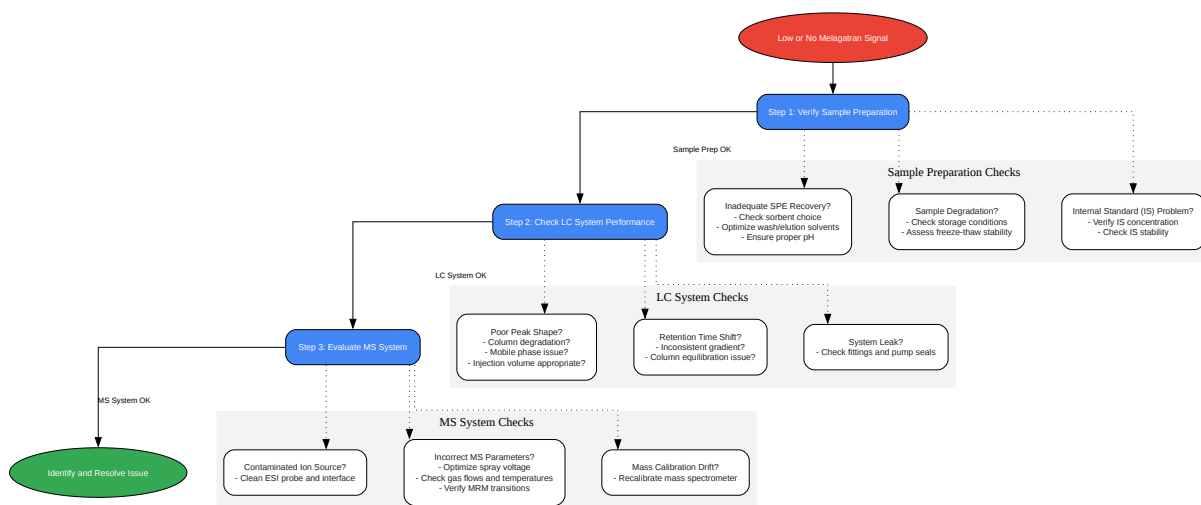 Low or No Melagatran Signal
Step 1: Verify Sample Preparation
Sample Prep OK
Sample Preparation Checks
Inadequate SPE Recovery?
- Check sorbent choice
- Optimize wash/elution solvents
- Ensure proper pH
Sample Degradation?
- Check storage conditions
- Assess freeze-thaw stability
Internal Standard (IS) Problem?
- Verify IS concentration
- Check IS stability
Step 2: Check LC System Performance
LC System OK
LC System Checks
Poor Peak Shape?
- Column degradation?
- Mobile phase issue?
- Injection volume appropriate?
Retention Time Shift?
- Inconsistent gradient?
- Column equilibration issue?
System Leak?
- Check fittings and pump seals
Step 3: Evaluate MS System
MS System OK
MS System Checks
Contaminated Ion Source?
- Clean ESI probe and interface
Incorrect MS Parameters?
- Optimize spray voltage
- Check gas flows and temperatures
- Verify MRM transitions
Mass Calibration Drift?
- Recalibrate mass spectrometer
Identify and Resolve Issue